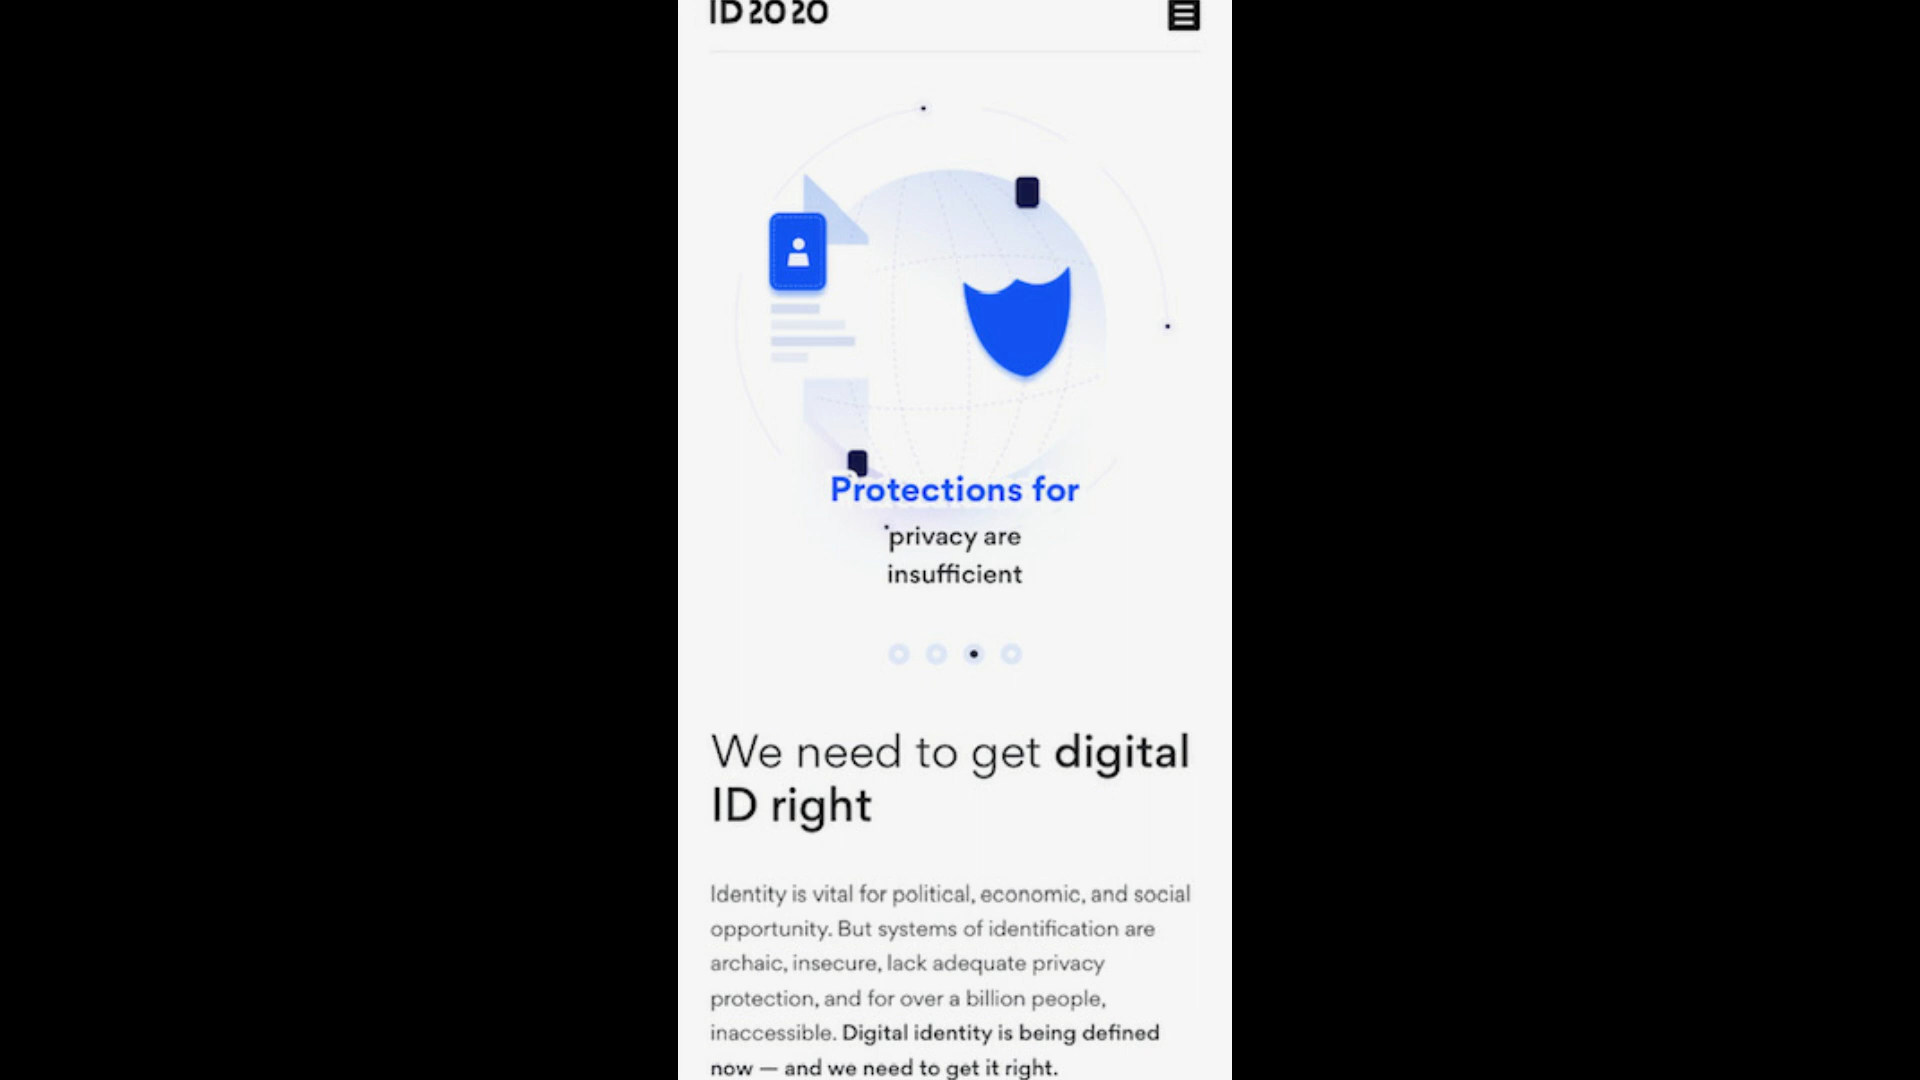 ID2020
Protections for
privacy are
insufficient
We need to get digital
ID right
Identity is vital for political, economic, and social
opportunity. But systems of identification are
archaic, insecure, lack adequate privacy
protection, and for over a billion people,
inaccessible. Digital identity is being defined
now — and we need to get it right.